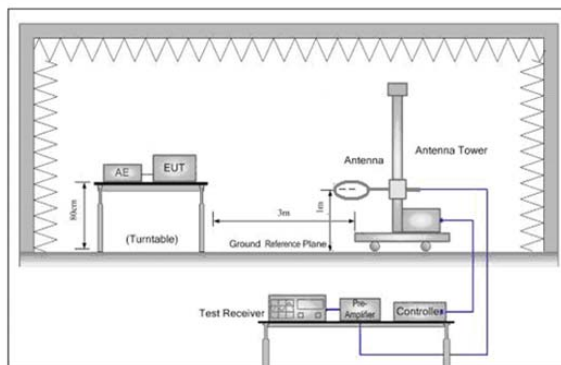 Antenna
Antenna Tower
AE
EUT
80cm
(Turntable)
3m
1m
Ground Reference Plane
Test Receiver
Pre-
Amplifier
Controller